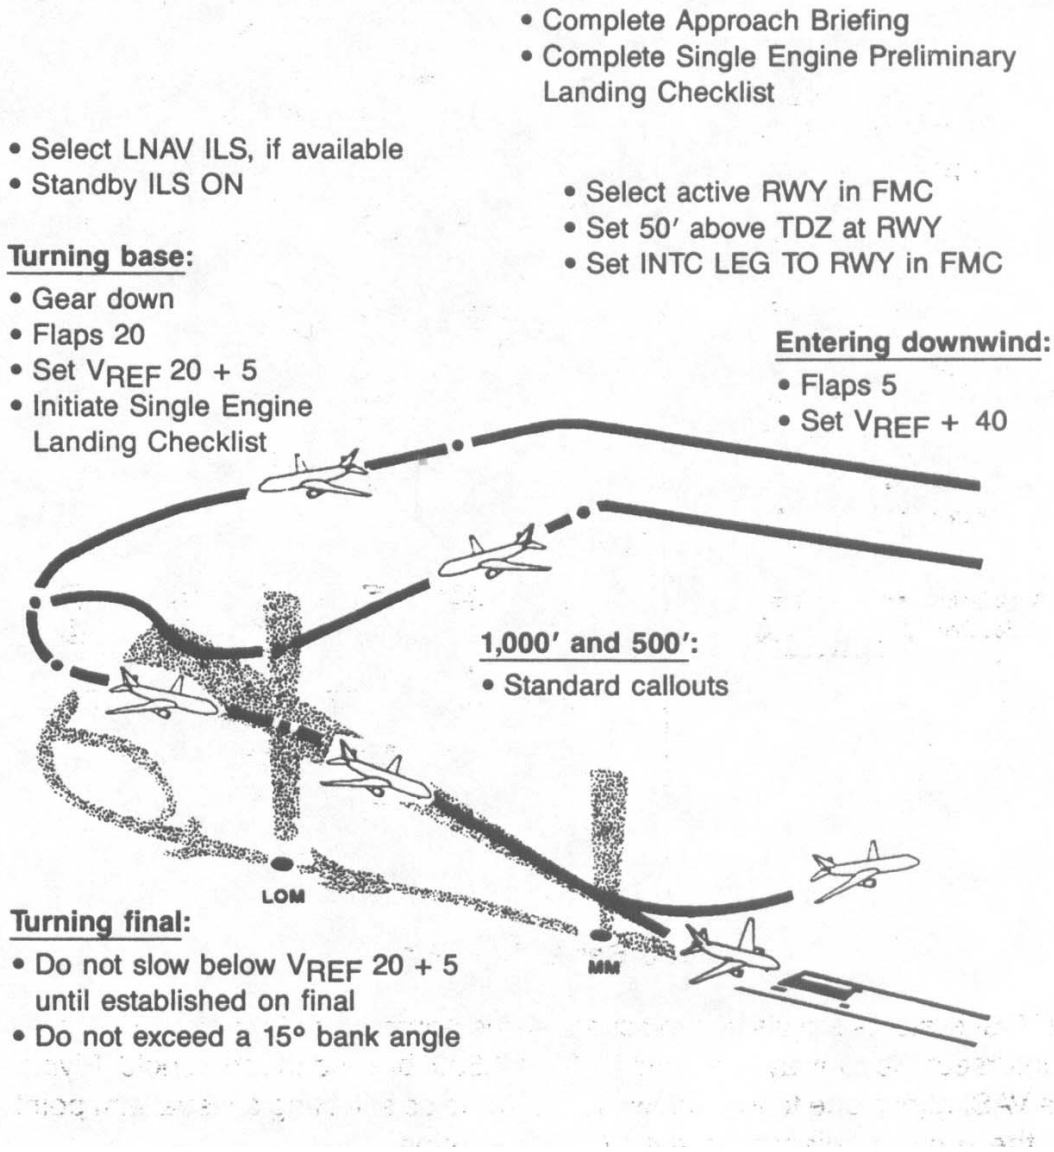 • Complete Approach Briefing
• Complete Single Engine Preliminary
Landing Checklist
• Select LNAV ILS, if available
• Standby ILS ON
• Select active RWY in FMC
• Set 50′ above TDZ at RWY
• Set INTC LEG TO RWY in FMC
Turning base:
• Gear down
• Flaps 20
• Set VREF 20 + 5
• Initiate Single Engine
Landing Checklist
Entering downwind:
• Flaps 5
• Set VREF + 40
1,000′ and 500′:
• Standard callouts
LOM
MM
Turning final:
• Do not slow below VREF 20 + 5
until established on final
• Do not exceed a 15° bank angle